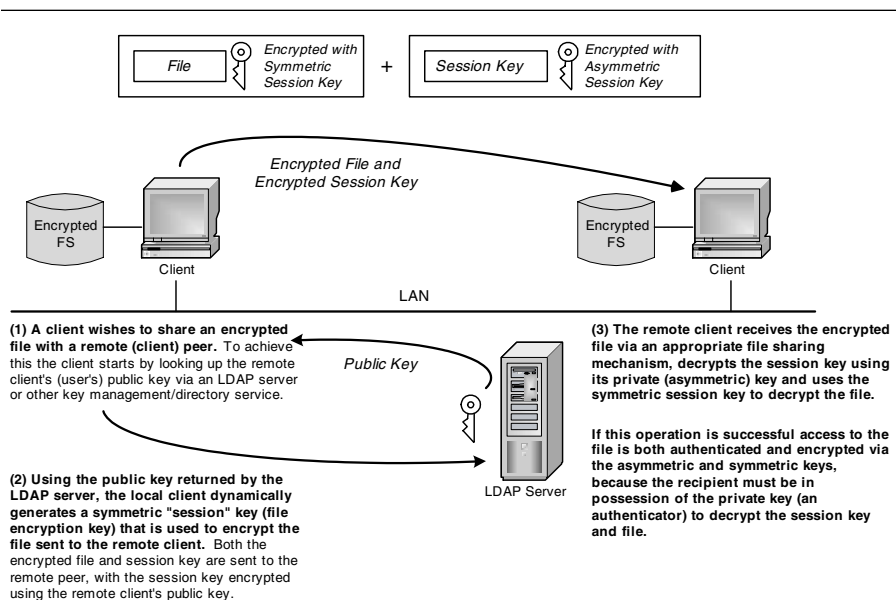 File
Encrypted with
Symmetric
Session Key
+
Session Key
Encrypted with
Asymmetric
Session Key
Encrypted File and
Encrypted Session Key
Encrypted
FS
Client
Encrypted
FS
Client
LAN
(1) A client wishes to share an encrypted
file with a remote (client) peer. To achieve
this the client starts by looking up the remote
client's (user's) public key via an LDAP server
or other key management/directory service.
Public Key
LDAP Server
(2) Using the public key returned by the
LDAP server, the local client dynamically
generates a symmetric "session" key (file
encryption key) that is used to encrypt the
file sent to the remote client. Both the
encrypted file and session key are sent to the
remote peer, with the session key encrypted
using the remote client's public key.
(3) The remote client receives the encrypted
file via an appropriate file sharing
mechanism, decrypts the session key using
its private (asymmetric) key and uses the
symmetric session key to decrypt the file.
If this operation is successful access to the
file is both authenticated and encrypted via
the asymmetric and symmetric keys,
because the recipient must be in
possession of the private key (an
authenticator) to decrypt the session key
and file.